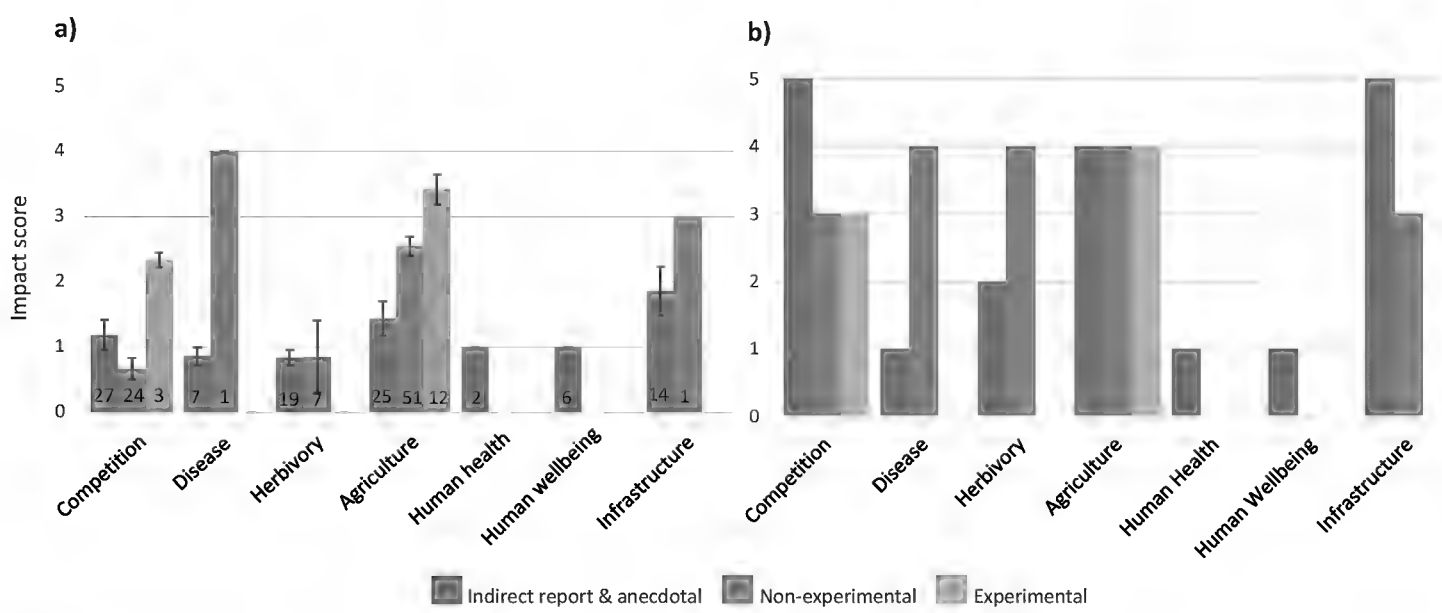 a)
5
4
3
2
1
0
Impact score
27 24 3 7 1 19 7 25 51 12 2 6 14 1
Competition
Disease
Herbivory
Agriculture
Human health
Human wellbeing
Infrastructure
b)
5
4
3
2
1
0
Competition
Disease
Herbivory
Agriculture
Human Health
Human Wellbeing
Infrastructure
Indirect report & anecdotal Non-experimental Experimental